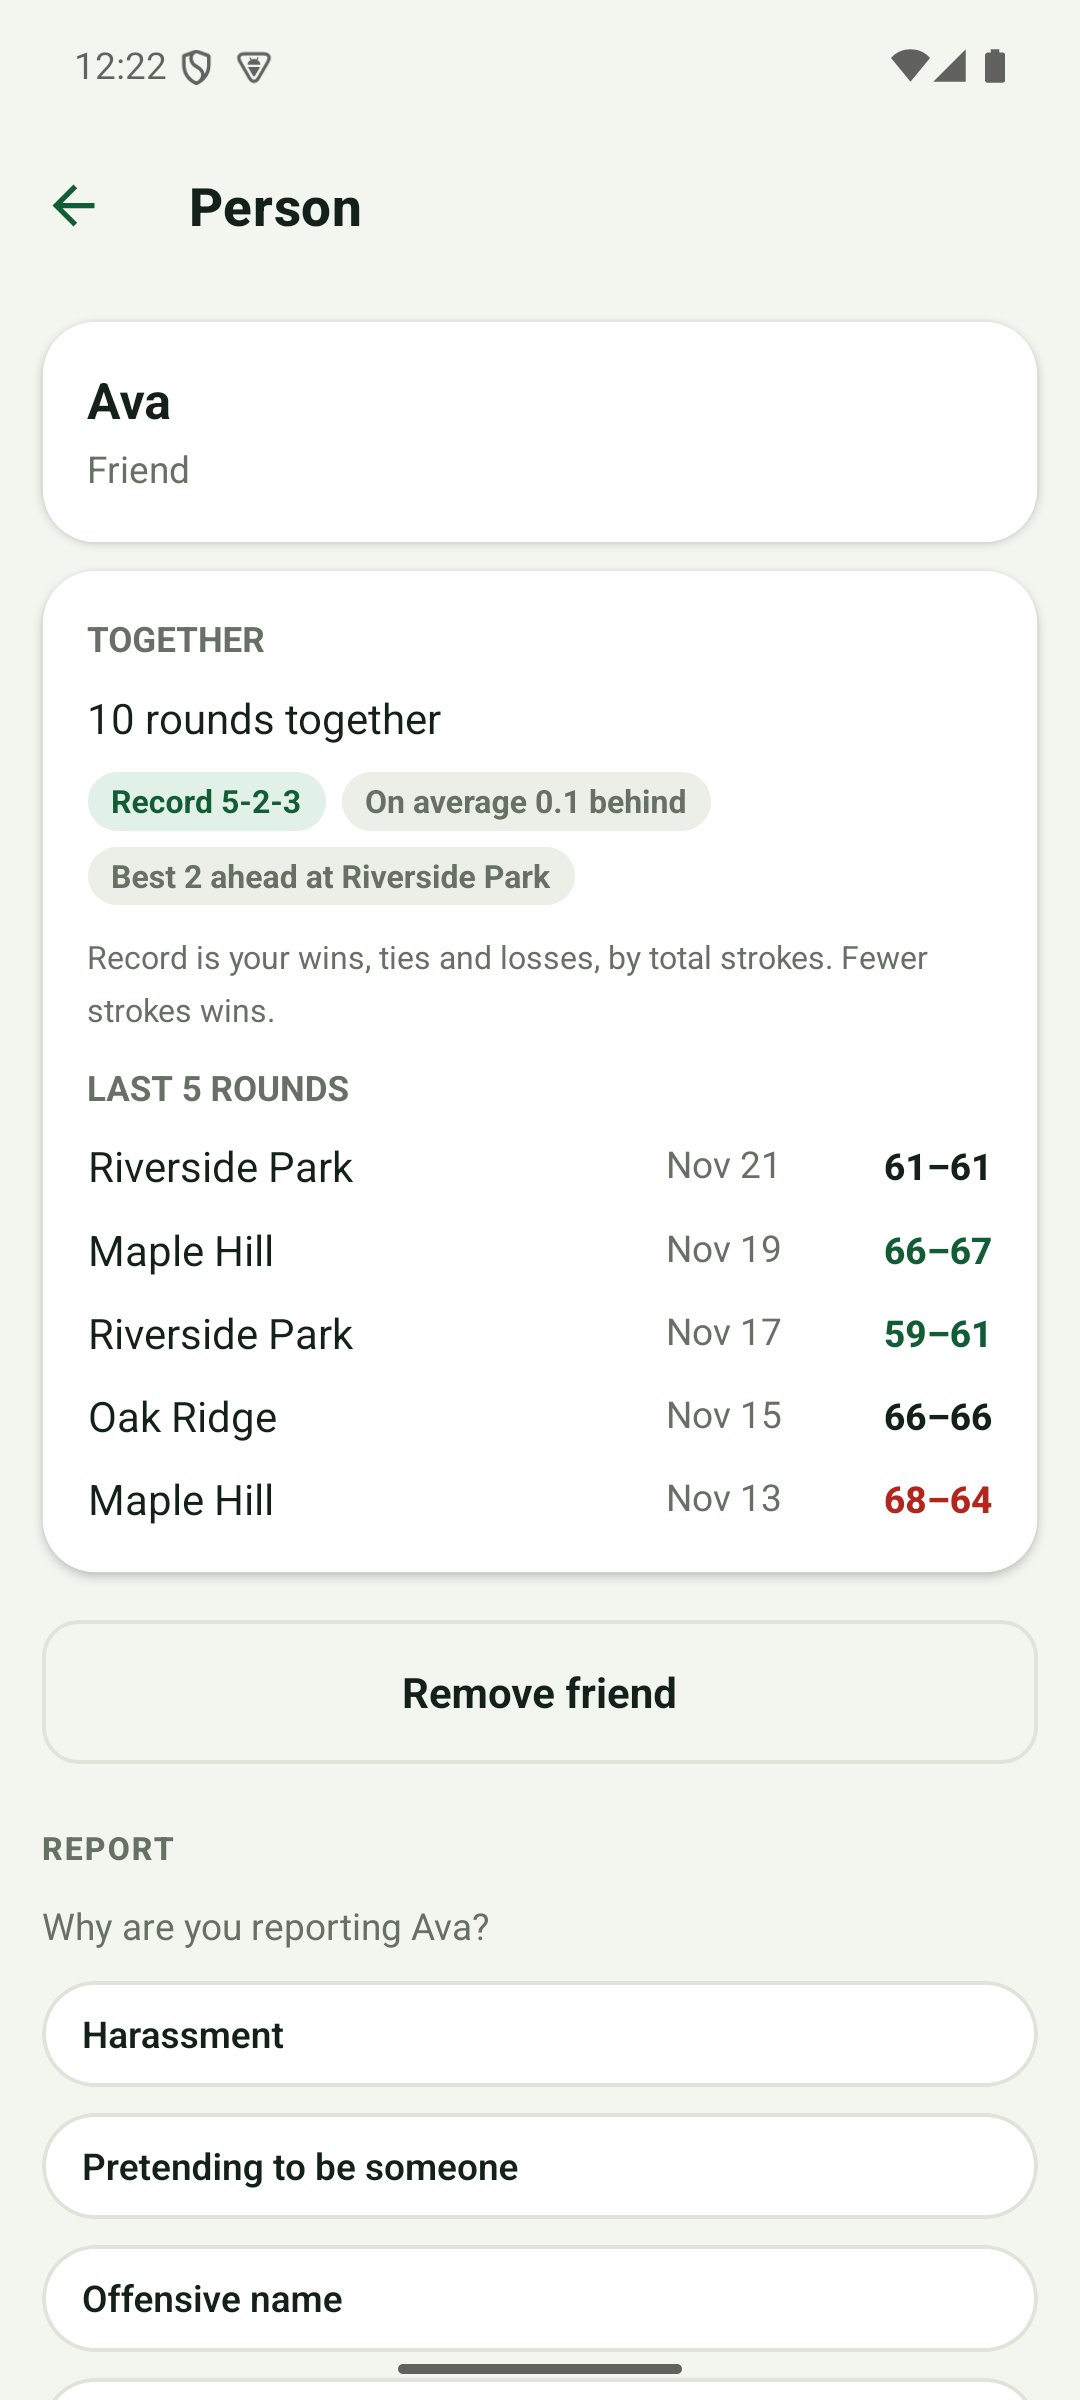 12:22
Person
Ava
Friend
TOGETHER
10 rounds together
Record 5-2-3
On average 0.1 behind
Best 2 ahead at Riverside Park
Record is your wins, ties and losses, by total strokes. Fewer
strokes wins.
LAST 5 ROUNDS
Riverside Park Nov 21 61–61
Maple Hill Nov 19 66–67
Riverside Park Nov 17 59–61
Oak Ridge Nov 15 66–66
Maple Hill Nov 13 68–64
Remove friend
REPORT
Why are you reporting Ava?
Harassment
Pretending to be someone
Offensive name